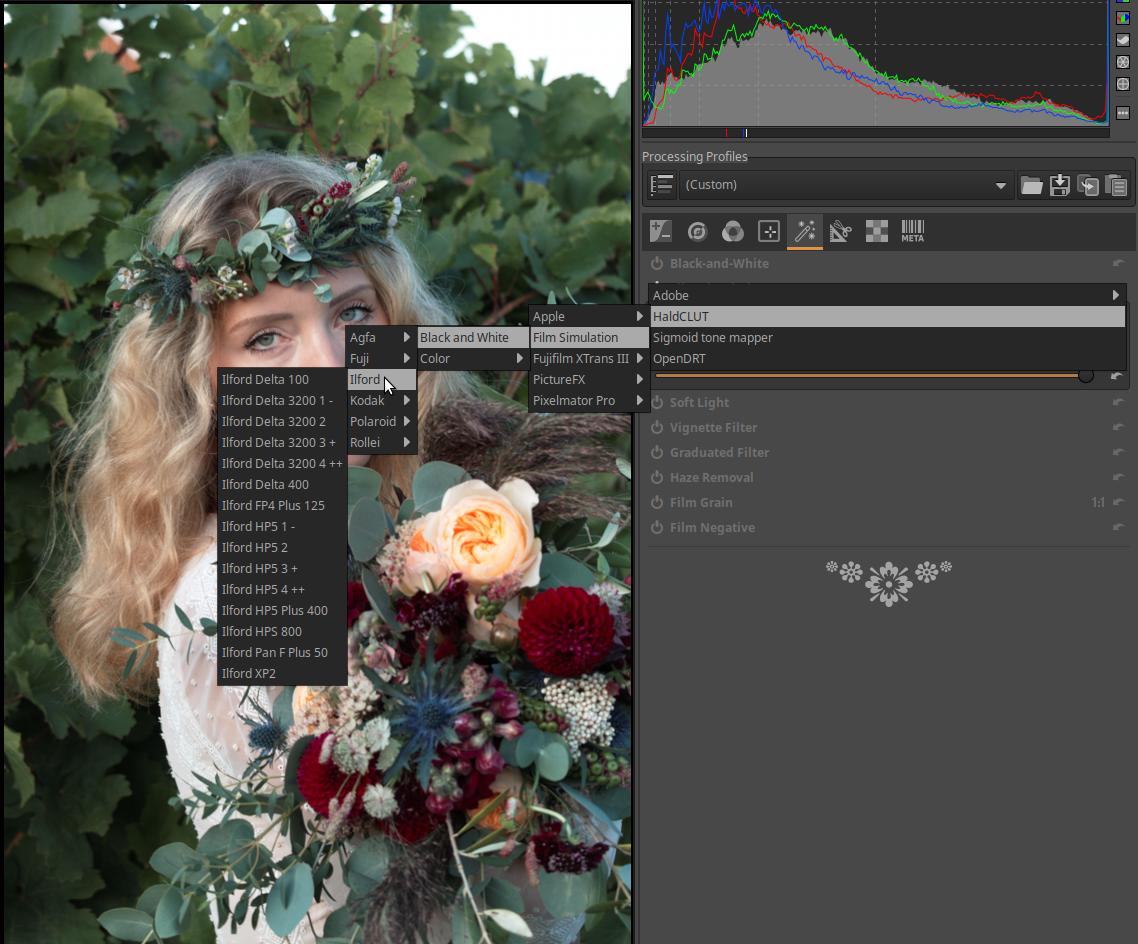 Processing Profiles
(Custom)
META
Black-and-White
Adobe
HaldCLUT
Sigmoid tone mapper
OpenDRT
Apple
Film Simulation
Fujifilm XTrans III
PictureFX
Pixelmator Pro
Black and White
Color
Agfa
Fuji
Ilford
Kodak
Polaroid
Rollei
Ilford Delta 100
Ilford Delta 3200 1 -
Ilford Delta 3200 2
Ilford Delta 3200 3 +
Ilford Delta 3200 4 ++
Ilford Delta 400
Ilford FP4 Plus 125
Ilford HP5 1 -
Ilford HP5 2
Ilford HP5 3 +
Ilford HP5 4 ++
Ilford HP5 Plus 400
Ilford HPS 800
Ilford Pan F Plus 50
Ilford XP2
Soft Light
Vignette Filter
Graduated Filter
Haze Removal
Film Grain 1:1
Film Negative